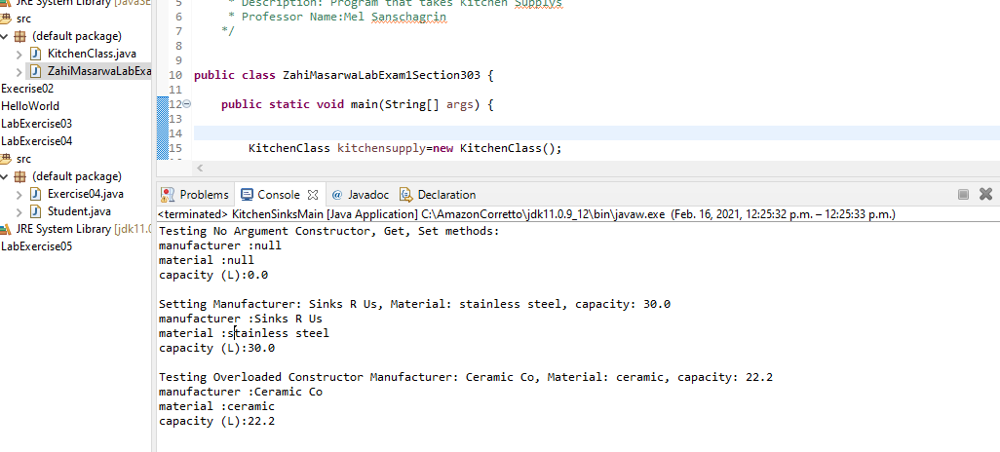 JRE System Library [Java3E
src
(default package)
KitchenClass.java
ZahiMasarwaLabExa
Execrise02
HelloWorld
LabExercise03
LabExercise04
src
(default package)
Exercise04.java
Student.java
JRE System Library [jdk11.0
LabExercise05
5 * Description: Program that takes Kitchen Supplys
6 * Professor Name:Mel Sanschagrin
7 */
8
9
10 public class ZahiMasarwaLabExam1Section303 {
11
12 public static void main(String[] args) {
13
14
15 KitchenClass kitchensupply=new KitchenClass();
Problems Console Javadoc Declaration
<terminated> KitchenSinksMain [Java Application] C:\AmazonCorretto\jdk11.0.9_12\bin\javaw.exe (Feb. 16, 2021, 12:25:32 p.m. – 12:25:33 p.m.)
Testing No Argument Constructor, Get, Set methods:
manufacturer :null
material :null
capacity (L):0.0
Setting Manufacturer: Sinks R Us, Material: stainless steel, capacity: 30.0
manufacturer :Sinks R Us
material :stainless steel
capacity (L):30.0
Testing Overloaded Constructor Manufacturer: Ceramic Co, Material: ceramic, capacity: 22.2
manufacturer :Ceramic Co
material :ceramic
capacity (L):22.2